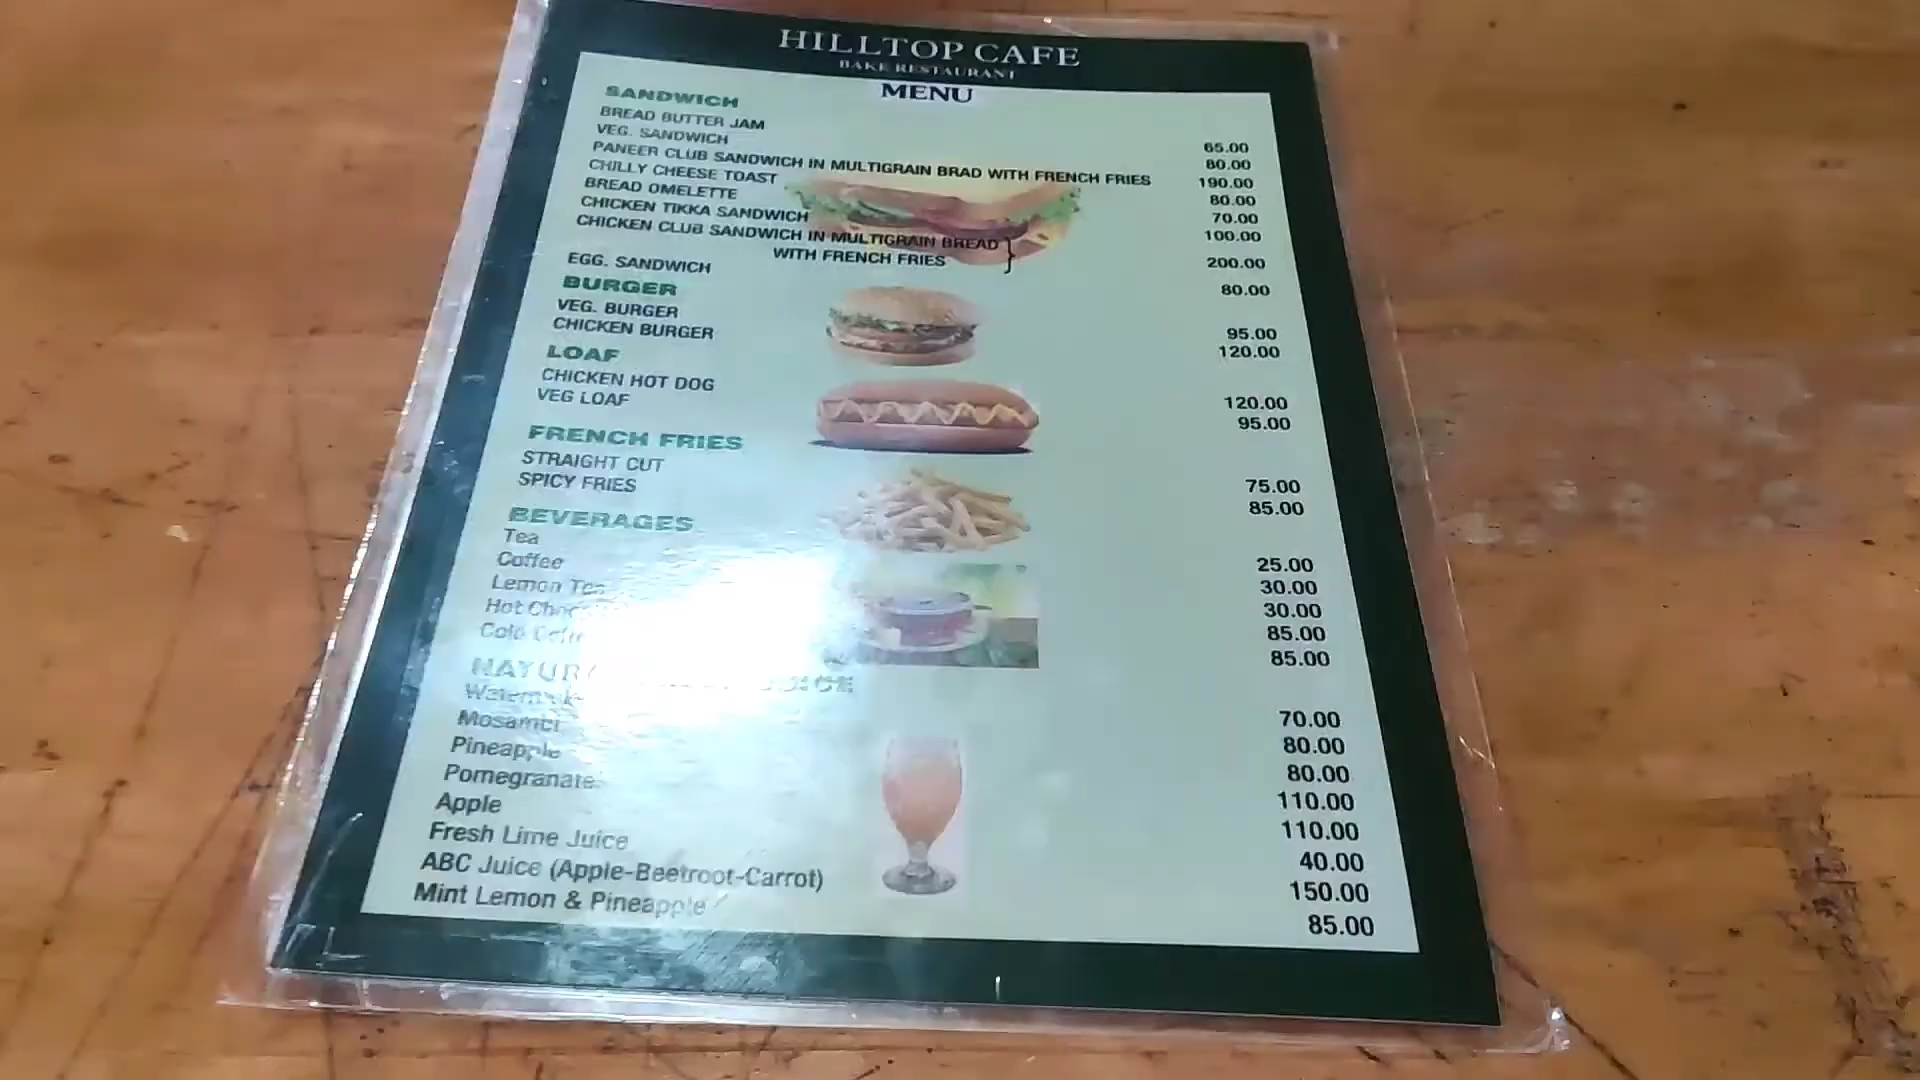 HILLTOP CAFE
BAKE RESTAURANT
MENU
SANDWICH
BREAD BUTTER JAM 65.00
VEG. SANDWICH 80.00
PANEER CLUB SANDWICH IN MULTIGRAIN BRAD WITH FRENCH FRIES 190.00
CHILLY CHEESE TOAST 80.00
BREAD OMELETTE 70.00
CHICKEN TIKKA SANDWICH 100.00
CHICKEN CLUB SANDWICH IN MULTIGRAIN BREAD
WITH FRENCH FRIES 200.00
EGG. SANDWICH 80.00
BURGER
VEG. BURGER 95.00
CHICKEN BURGER 120.00
LOAF
CHICKEN HOT DOG 120.00
VEG LOAF 95.00
FRENCH FRIES
STRAIGHT CUT 75.00
SPICY FRIES 85.00
BEVERAGES
Tea 25.00
Coffee 30.00
Lemon Tea 30.00
Hot 85.00
Cold 85.00
JUICE
70.00
80.00
Pineapple 80.00
Pomegranate 110.00
Apple 110.00
Fresh Lime Juice 40.00
ABC Juice (Apple-Beetroot-Carrot) 150.00
Mint Lemon & Pineapple 85.00